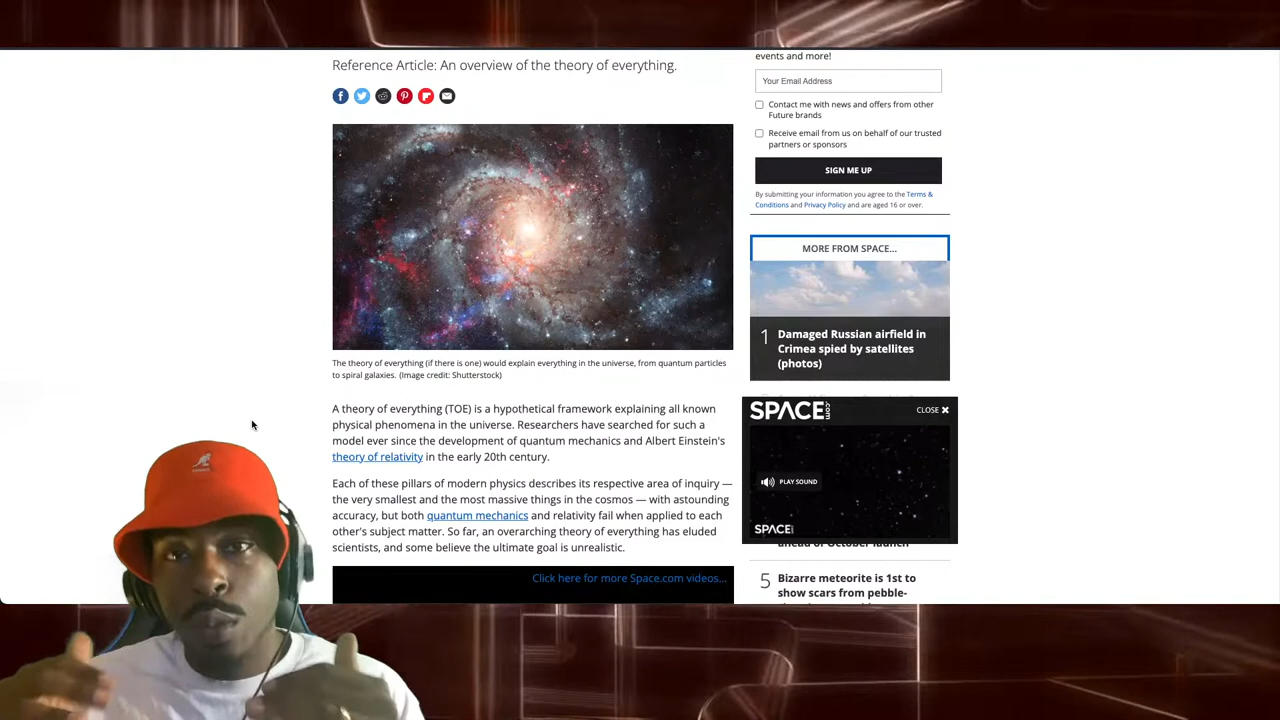 Reference Article: An overview of the theory of everything.
The theory of everything (if there is one) would explain everything in the universe, from quantum particles
to spiral galaxies. (Image credit: Shutterstock)
A theory of everything (TOE) is a hypothetical framework explaining all known
physical phenomena in the universe. Researchers have searched for such a
model ever since the development of quantum mechanics and Albert Einstein's
theory of relativity in the early 20th century.
Each of these pillars of modern physics describes its respective area of inquiry —
the very smallest and the most massive things in the cosmos — with astounding
accuracy, but both quantum mechanics and relativity fail when applied to each
other's subject matter. So far, an overarching theory of everything has eluded
scientists, and some believe the ultimate goal is unrealistic.
Click here for more Space.com videos...
events and more!
Your Email Address
Contact me with news and offers from other
Future brands
Receive email from us on behalf of our trusted
partners or sponsors
SIGN ME UP
By submitting your information you agree to the Terms &
Conditions and Privacy Policy and are aged 16 or over.
MORE FROM SPACE...
1
Damaged Russian airfield in
Crimea spied by satellites
(photos)
SPACE.com
CLOSE ✖
PLAY SOUND
SPACE.com
ahead of October launch
5
Bizarre meteorite is 1st to
show scars from pebble-
KANGOL